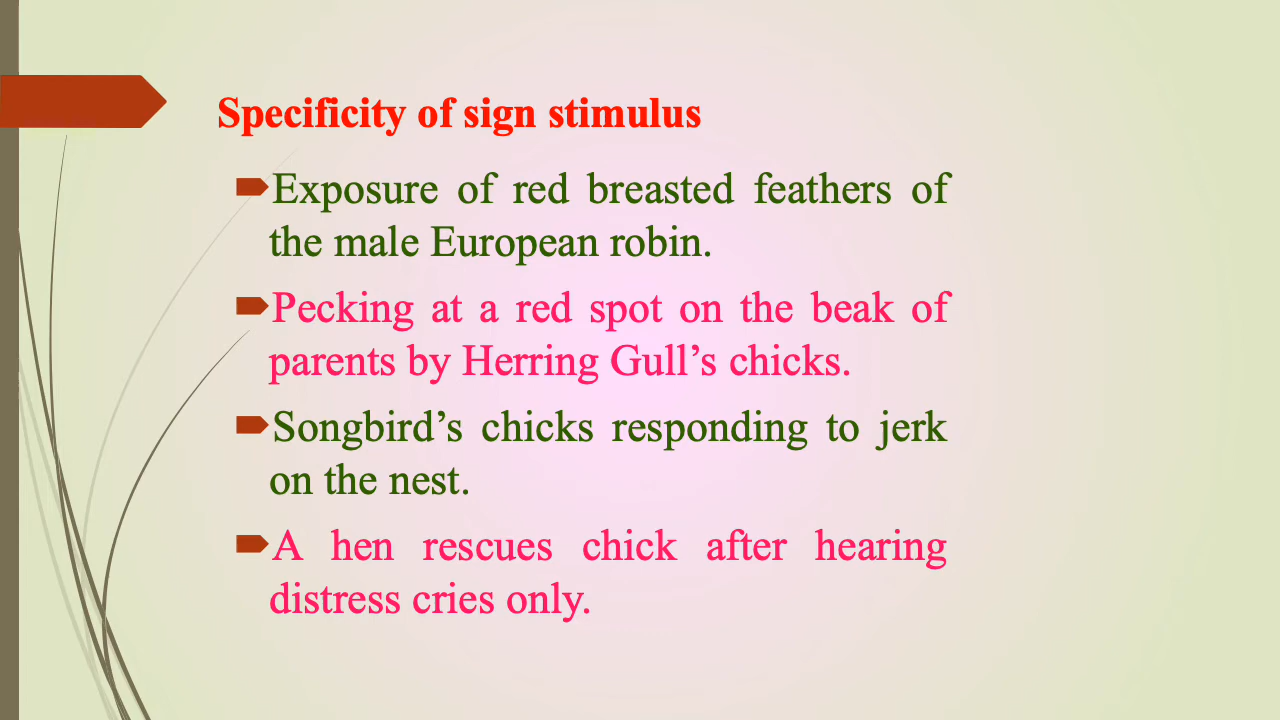 Specificity of sign stimulus
Exposure of red breasted feathers of
the male European robin.
Pecking at a red spot on the beak of
parents by Herring Gull’s chicks.
Songbird’s chicks responding to jerk
on the nest.
A hen rescues chick after hearing
distress cries only.